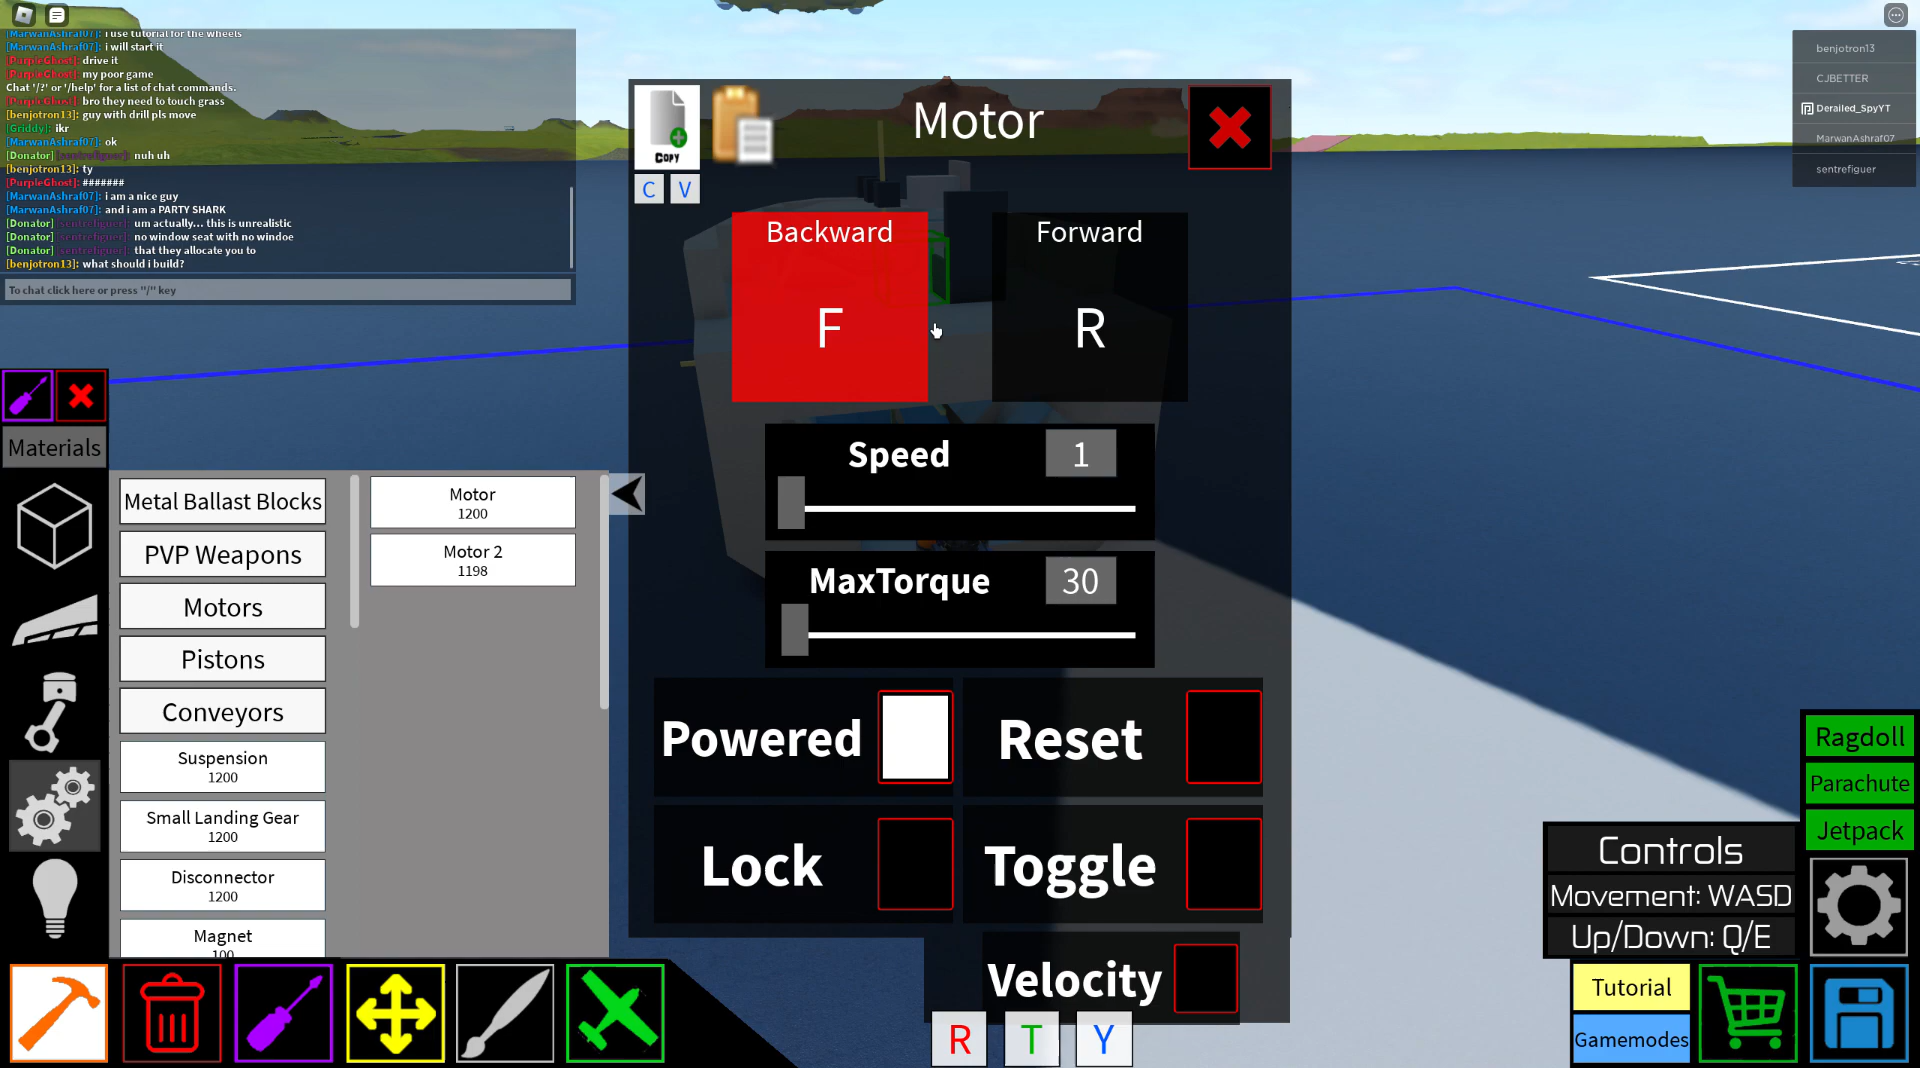 [MarwanAshraf07]: i use tutorial for the wheels
[MarwanAshraf07]: i will start it
[PurpleGhost]: drive it
[PurpleGhost]: my poor game
Chat '/?' or '/help' for a list of chat commands.
[PurpleGhost]: bro they need to touch grass
[benjotron13]: guy with drill pls move
[Griddy]: ikr
[MarwanAshraf07]: ok
[Donator] [sentrefiguer]: nuh uh
[benjotron13]: ty
[PurpleGhost]: #######
[MarwanAshraf07]: i am a nice guy
[MarwanAshraf07]: and i am a PARTY SHARK
[Donator] [sentrefiguer]: um actually... this is unrealistic
[Donator] [sentrefiguer]: no window seat with no windoe
[Donator] [sentrefiguer]: that they allocate you to
[benjotron13]: what should i build?
To chat click here or press "/" key
benjotron13
CJBETTER
Derailed_SpyYT
MarwanAshraf07
sentrefiguer
Copy
C V
Motor
Backward
F
Forward
R
Speed 1
MaxTorque 30
Powered
Reset
Lock
Toggle
Velocity
R T Y
Materials
Metal Ballast Blocks
PVP Weapons
Motors
Pistons
Conveyors
Suspension
1200
Small Landing Gear
1200
Disconnector
1200
Magnet
100
Motor
1200
Motor 2
1198
Ragdoll
Parachute
Jetpack
Controls
Movement: WASD
Up/Down: Q/E
Tutorial
Gamemodes